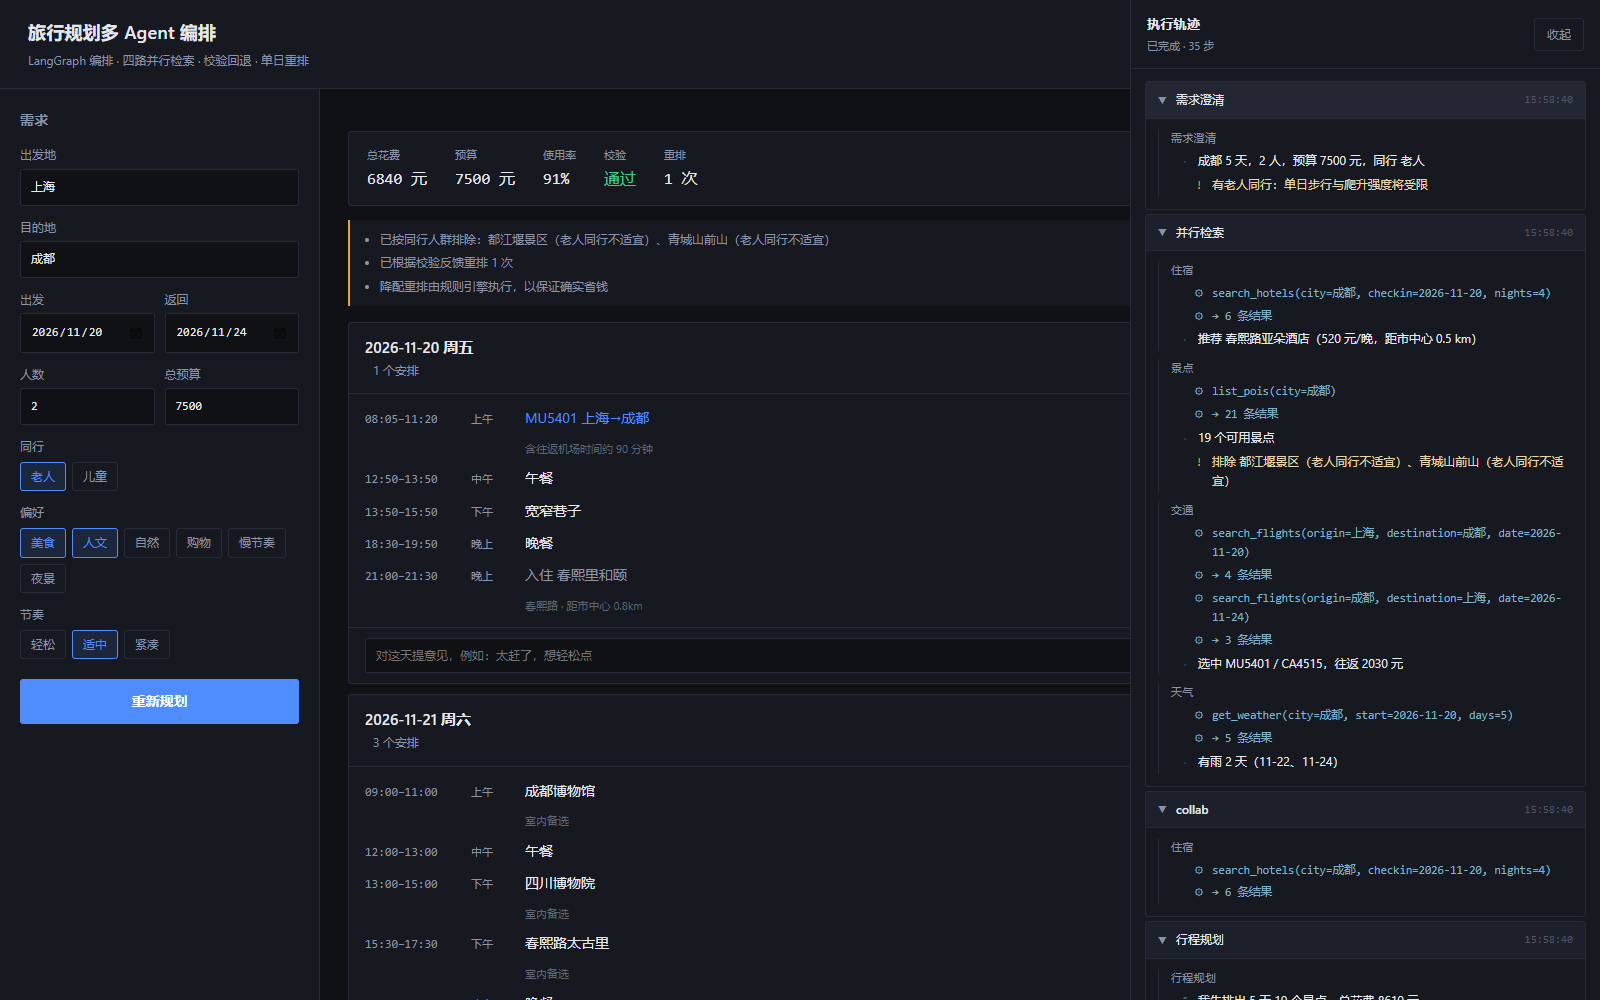 旅行规划多 Agent 编排
LangGraph 编排 · 四路并行检索 · 校验回退 · 单日重排
需求
出发地
上海
目的地
成都
出发
返回
2026/11/20
2026/11/24
人数
总预算
2
7500
同行
老人
儿童
偏好
美食
人文
自然
购物
慢节奏
夜景
节奏
轻松
适中
紧凑
重新规划
总花费
预算
使用率
校验
重排
6840 元
7500 元
91%
通过
1 次
已按同行人群排除：都江堰景区（老人同行不适宜）、青城山前山（老人同行不适宜）
已根据校验反馈重排 1 次
降配重排由规则引擎执行，以保证确实省钱
2026-11-20 周五
1 个安排
08:05–11:20 上午 MU5401 上海→成都
含往返机场时间约 90 分钟
12:50–13:50 中午 午餐
13:50–15:50 下午 宽窄巷子
18:30–19:50 晚上 晚餐
21:00–21:30 晚上 入住 春熙里和颐
春熙路 · 距市中心 0.8km
对这天提意见，例如：太赶了，想轻松点
2026-11-21 周六
3 个安排
09:00–11:00 上午 成都博物馆
室内备选
12:00–13:00 中午 午餐
13:00–15:00 下午 四川博物院
室内备选
15:30–17:30 下午 春熙路太古里
室内备选
执行轨迹
已完成 · 35 步
收起
▼ 需求澄清 15:58:40
需求澄清
· 成都 5 天，2 人，预算 7500 元，同行 老人
! 有老人同行：单日步行与爬升强度将受限
▼ 并行检索 15:58:40
住宿
⚙ search_hotels(city=成都, checkin=2026-11-20, nights=4)
⚙ → 6 条结果
· 推荐 春熙路亚朵酒店（520 元/晚，距市中心 0.5 km）
景点
⚙ list_pois(city=成都)
⚙ → 21 条结果
· 19 个可用景点
! 排除 都江堰景区（老人同行不适宜）、青城山前山（老人同行不适
宜）
交通
⚙ search_flights(origin=上海, destination=成都, date=2026-
11-20)
⚙ → 4 条结果
⚙ search_flights(origin=成都, destination=上海, date=2026-
11-24)
⚙ → 3 条结果
· 选中 MU5401 / CA4515，往返 2030 元
天气
⚙ get_weather(city=成都, start=2026-11-20, days=5)
⚙ → 5 条结果
· 有雨 2 天（11-22、11-24）
▼ collab 15:58:40
住宿
⚙ search_hotels(city=成都, checkin=2026-11-20, nights=4)
⚙ → 6 条结果
▼ 行程规划 15:58:40
行程规划